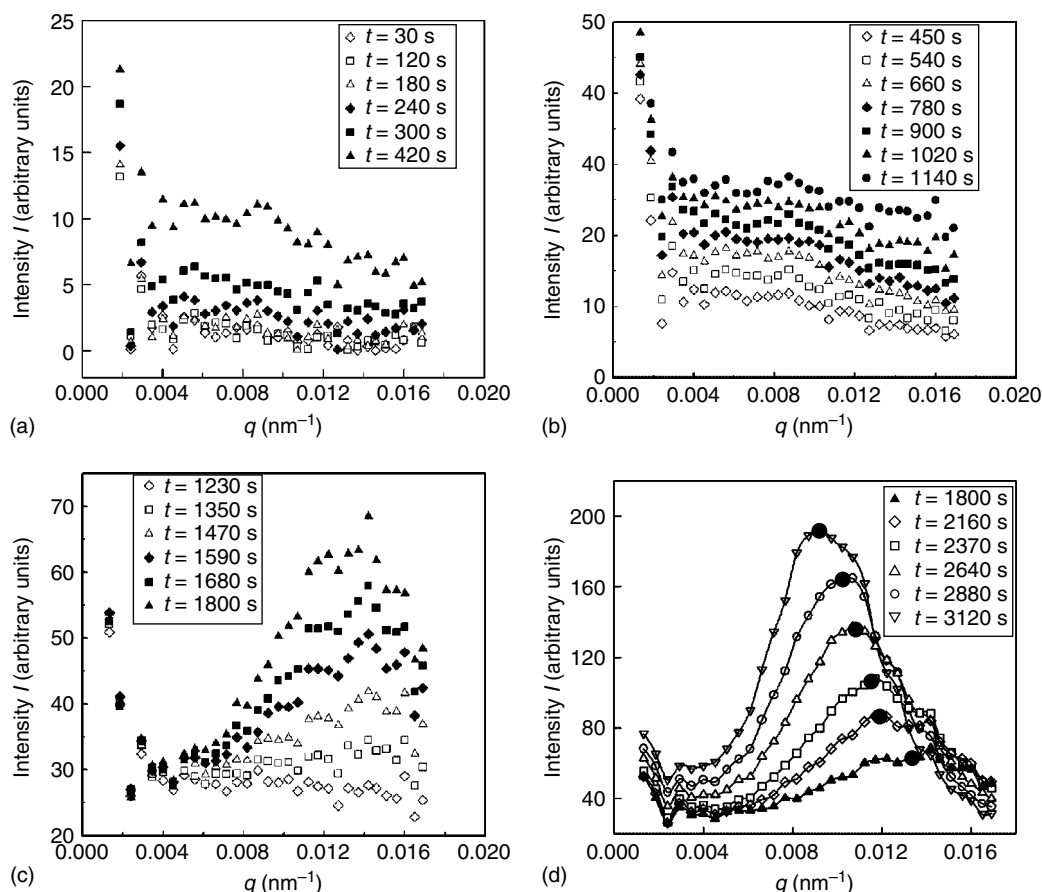 25
20
15
10
5
0
Intensity I (arbitrary units)
t = 30 s
t = 120 s
t = 180 s
t = 240 s
t = 300 s
t = 420 s
0.000 0.004 0.008 0.012 0.016 0.020
q (nm–1)
(a)
50
40
40
20
10
0
Intensity I (arbitrary units)
t = 450 s
t = 540 s
t = 660 s
t = 780 s
t = 900 s
t = 1020 s
t = 1140 s
0.000 0.004 0.008 0.012 0.016 0.020
q (nm–1)
(b)
70
60
50
40
30
20
Intensity I (arbitrary units)
t = 1230 s
t = 1350 s
t = 1470 s
t = 1590 s
t = 1680 s
t = 1800 s
0.000 0.004 0.008 0.012 0.016 0.020
q (nm–1)
(c)
200
160
120
80
40
Intensity I (arbitrary units)
t = 1800 s
t = 2160 s
t = 2370 s
t = 2640 s
t = 2880 s
t = 3120 s
0.000 0.004 0.008 0.012 0.016
q (nm–1)
(d)